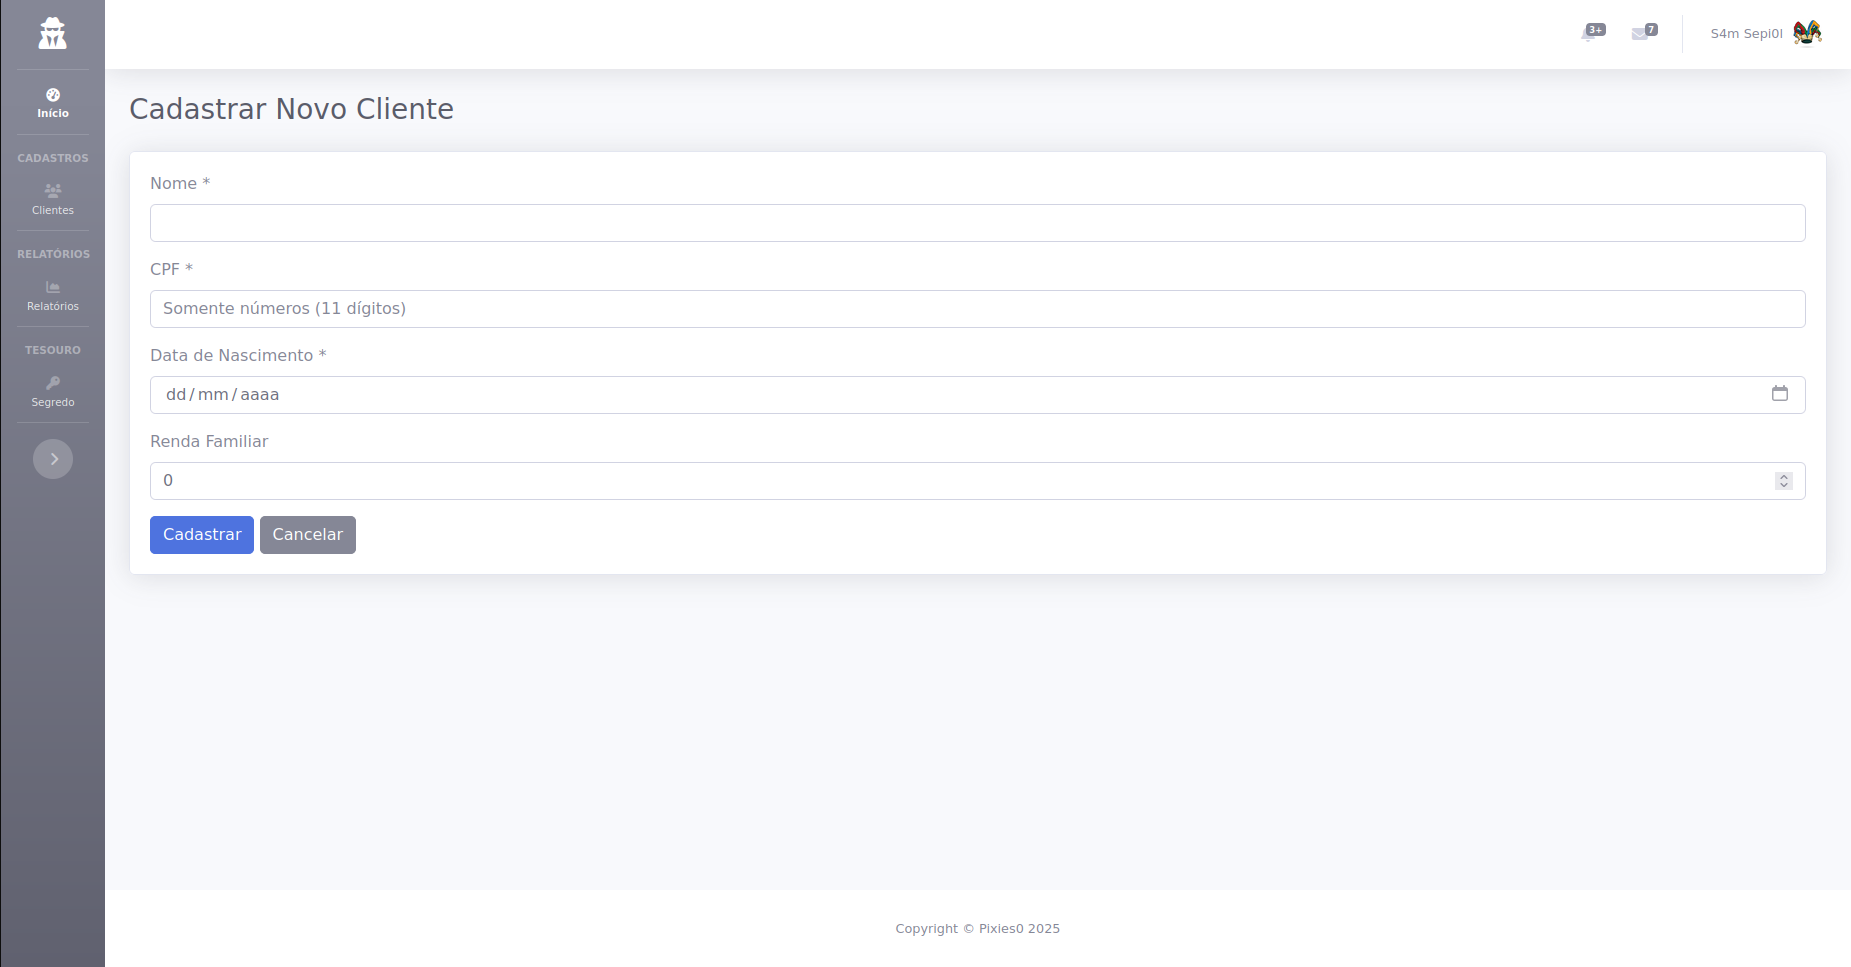 3+
7
S4m Sepi0l
Início
CADASTROS
Clientes
RELATÓRIOS
Relatórios
TESOURO
Segredo
Cadastrar Novo Cliente
Nome *
CPF *
Somente números (11 dígitos)
Data de Nascimento *
dd/mm/aaaa
Renda Familiar
0
Cadastrar Cancelar
Copyright © Pixies0 2025